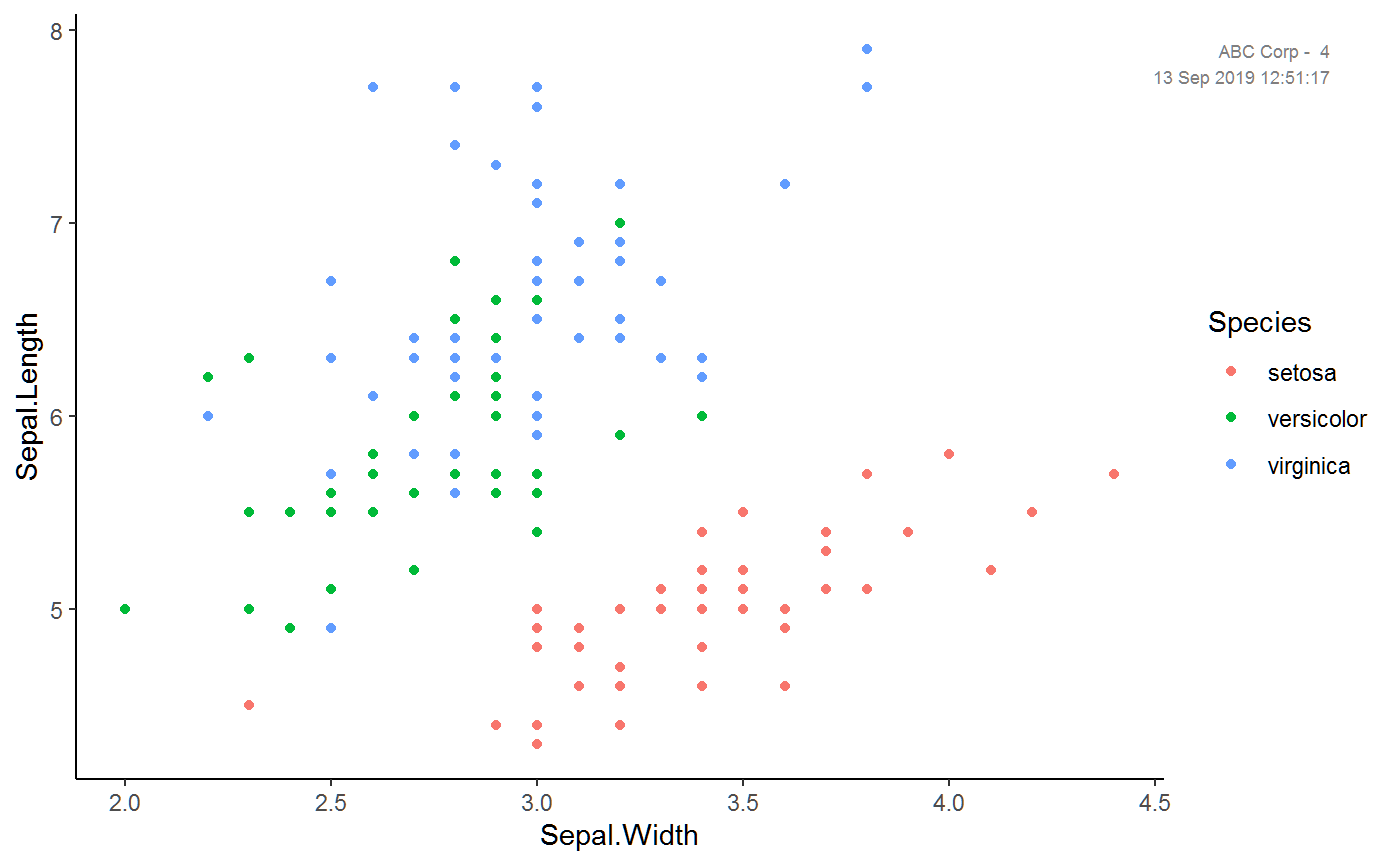 ABC Corp - 4
13 Sep 2019 12:51:17
8
7
6
5
Sepal.Length
2.0 2.5 3.0 3.5 4.0 4.5
Sepal.Width
Species
setosa
versicolor
virginica